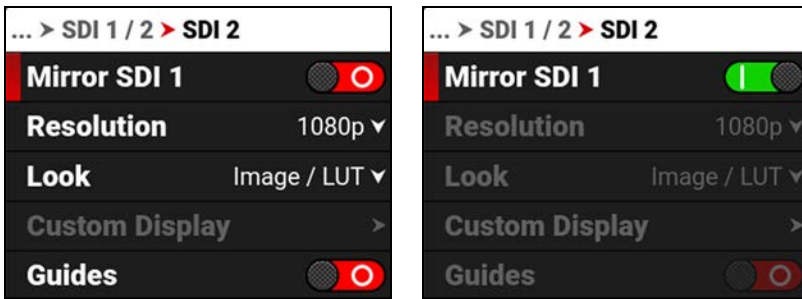 ... > SDI 1 / 2 > SDI 2
Mirror SDI 1
Resolution 1080p
Look Image / LUT
Custom Display
Guides
... > SDI 1 / 2 > SDI 2
Mirror SDI 1
Resolution 1080p
Look Image / LUT
Custom Display
Guides